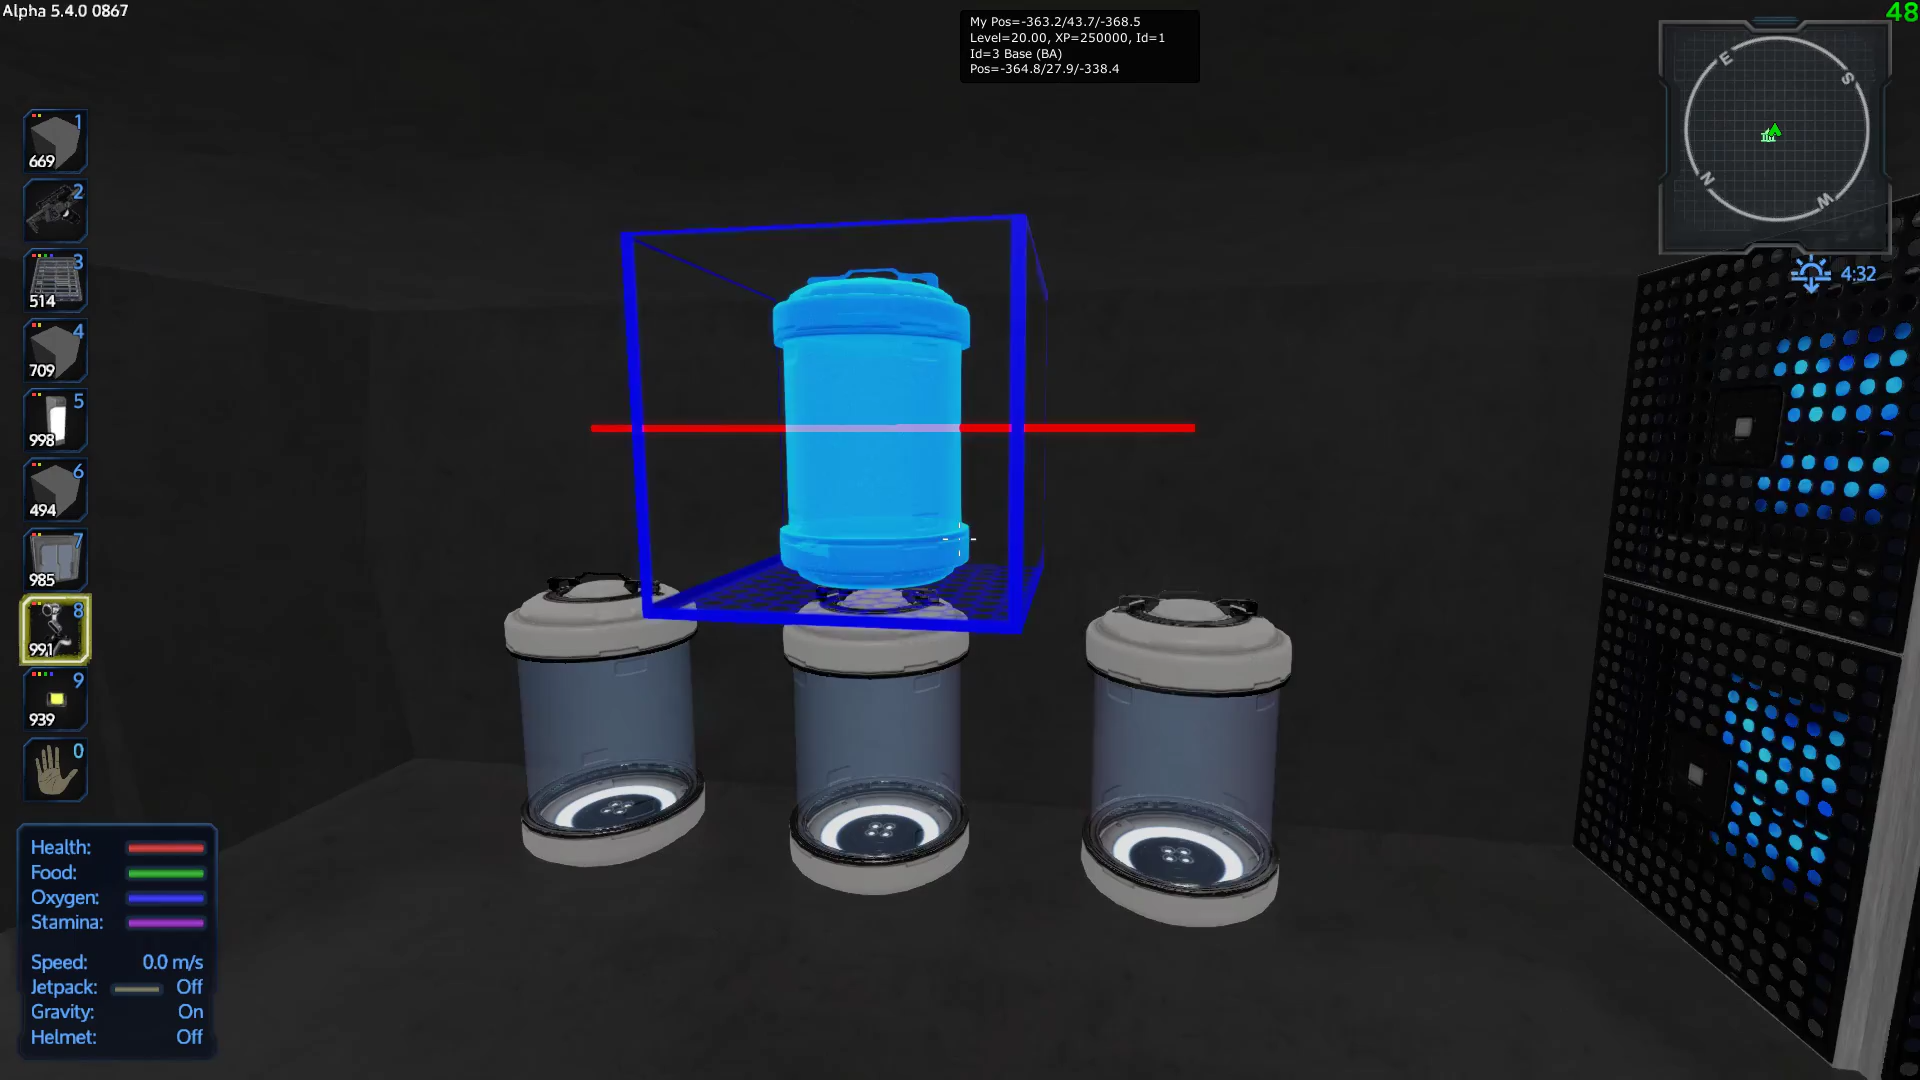 Alpha 5.4.0 0867
My Pos=-363.2/43.7/-368.5
Level=20.00, XP=250000, Id=1
Id=3 Base (BA)
Pos=-364.8/27.9/-338.4
48
E
S
N
W
4:32
1
669
2
3
514
4
709
5
998
6
494
7
985
8
991
9
939
0
Health:
Food:
Oxygen:
Stamina:
Speed: 0.0 m/s
Jetpack: Off
Gravity: On
Helmet: Off